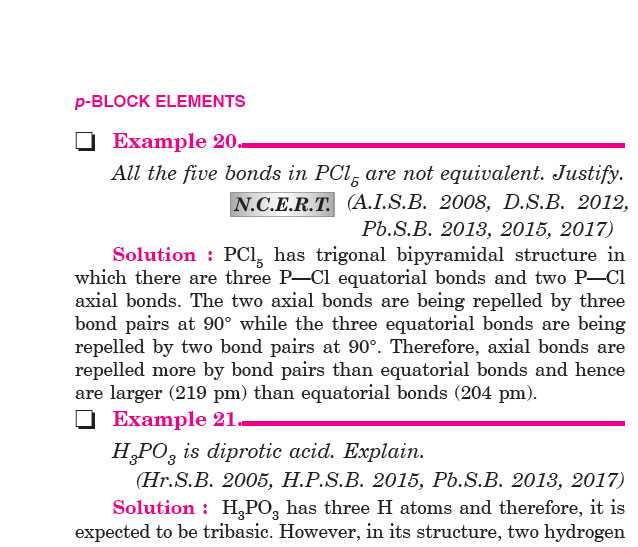 p-BLOCK ELEMENTS
❏ Example 20.
All the five bonds in PCl₅ are not equivalent. Justify.
N.C.E.R.T. (A.I.S.B. 2008, D.S.B. 2012,
Pb.S.B. 2013, 2015, 2017)
Solution : PCl₅ has trigonal bipyramidal structure in
which there are three P—Cl equatorial bonds and two P—Cl
axial bonds. The two axial bonds are being repelled by three
bond pairs at 90° while the three equatorial bonds are being
repelled by two bond pairs at 90°. Therefore, axial bonds are
repelled more by bond pairs than equatorial bonds and hence
are larger (219 pm) than equatorial bonds (204 pm).
❏ Example 21.
H₃PO₃ is diprotic acid. Explain.
(Hr.S.B. 2005, H.P.S.B. 2015, Pb.S.B. 2013, 2017)
Solution : H₃PO₃ has three H atoms and therefore, it is
expected to be tribasic. However, in its structure, two hydrogen